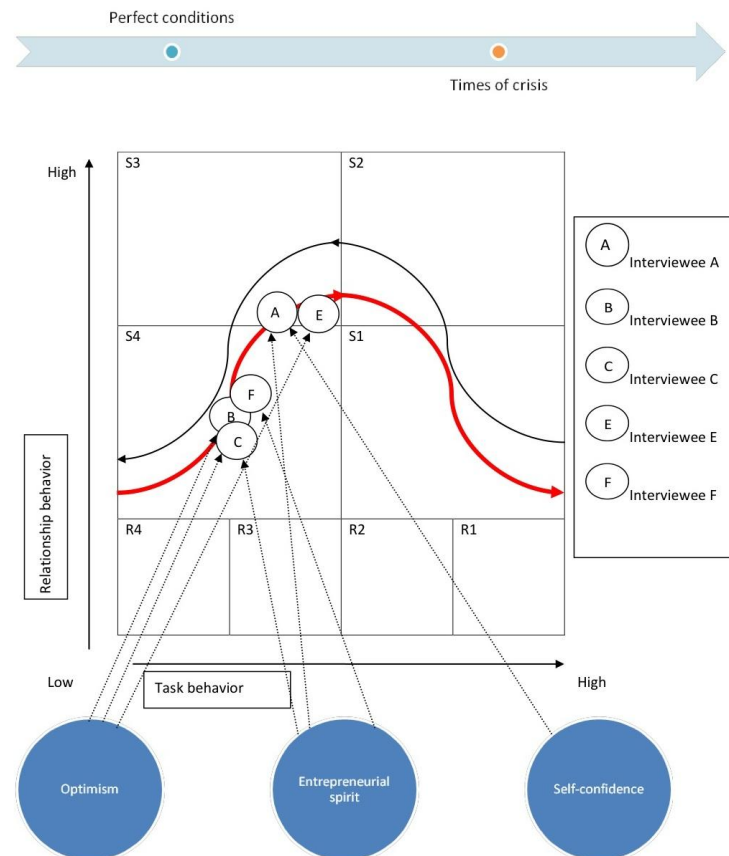 Perfect conditions
Times of crisis
High
S3
S2
A
E
S4
S1
F
B
C
Relationship behavior
R4
R3
R2
R1
Low
Task behavior
High
A
Interviewee A
B
Interviewee B
C
Interviewee C
E
Interviewee E
F
Interviewee F
Optimism
Entrepreneurial
spirit
Self-confidence